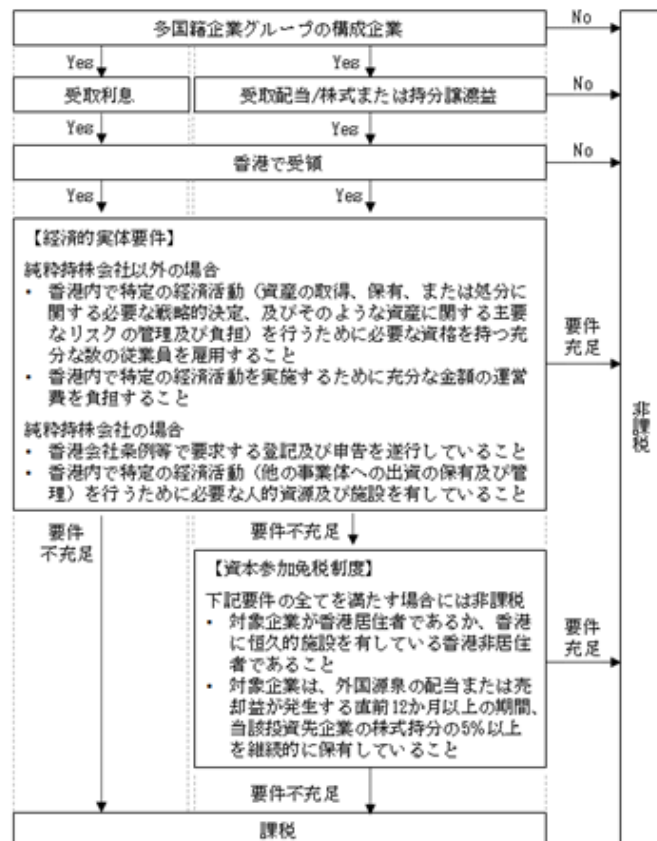 多国籍企業グループの構成企業
No
Yes
Yes
受取利息
受取配当/株式または持分譲渡益
No
Yes
Yes
香港で受領
No
Yes
Yes
【経済的実体要件】
純粋持株会社以外の場合
• 香港内で特定の経済活動（資産の取得、保有、または処分に
関する必要な戦略的決定、及びそのような資産に関する主要
なリスクの管理及び負担）を行うために必要な資格を持つ充
分な数の従業員を雇用すること
• 香港内で特定の経済活動を実施するために充分な金額の運営
費を負担すること
純粋持株会社の場合
• 香港会社条例等で要求する登記及び申告を遂行していること
• 香港内で特定の経済活動（他の事業体への出資の保有及び管
理）を行うために必要な人的資源及び施設を有していること
要件
充足
非課税
要件
不充足
要件不充足
【資本参加免税制度】
下記要件の全てを満たす場合には非課税
• 対象企業が香港居住者であるか、香港
に恒久的施設を有している香港非居住
者であること
• 対象企業は、外国源泉の配当または売
却益が発生する直前12か月以上の期間、
当該投資先企業の株式持分の5%以上
を継続的に保有していること
要件
充足
要件不充足
課税